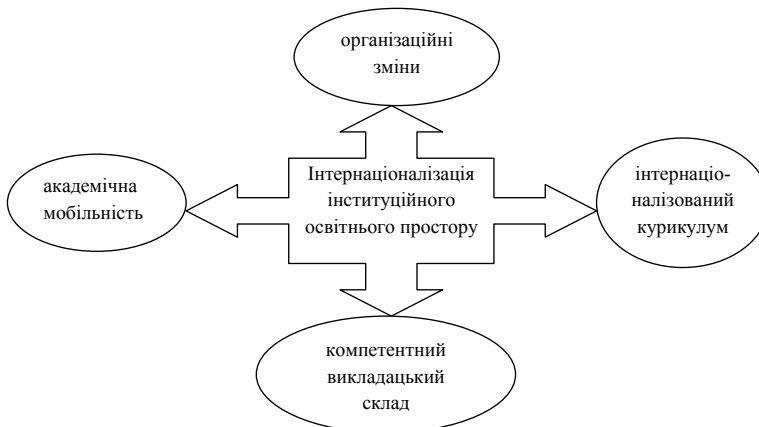 організаційні
зміни
академічна
мобільність
Інтернаціоналізація
інституційного
освітнього простору
інтернаціо-
налізований
курикулум
компетентний
викладацький
склад